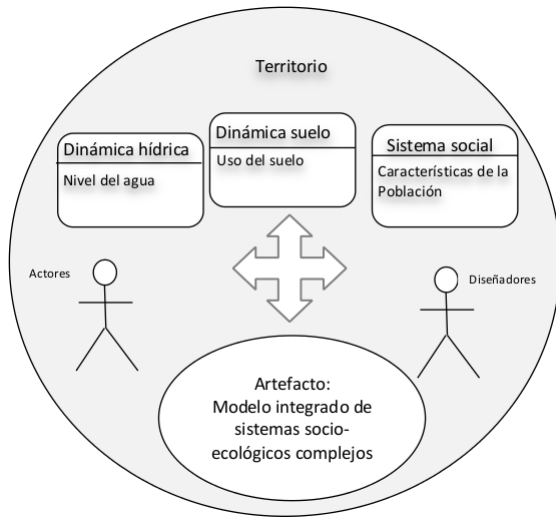 Territorio
Dinámica hídrica
Nivel del agua
Dinámica suelo
Uso del suelo
Sistema social
Características de la
Población
Actores
Diseñadores
Artefacto:
Modelo integrado de
sistemas socio-
ecológicos complejos